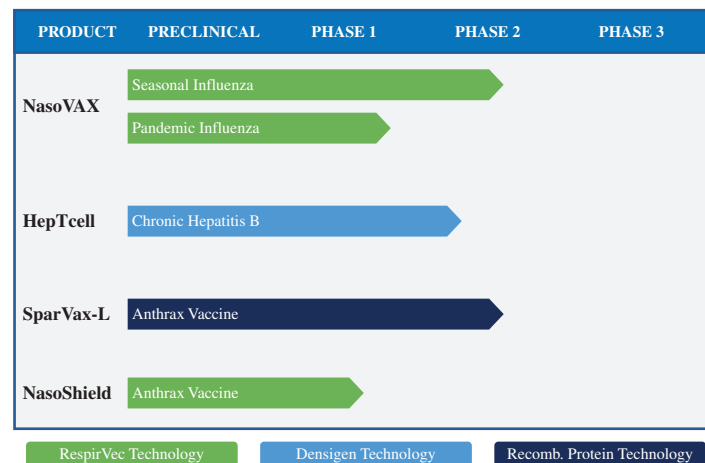 PRODUCT PRECLINICAL PHASE 1 PHASE 2 PHASE 3
NasoVAX
Seasonal Influenza
Pandemic Influenza
HepTcell
Chronic Hepatitis B
SparVax-L
Anthrax Vaccine
NasoShield
Anthrax Vaccine
RespirVec Technology
Densigen Technology
Recomb. Protein Technology